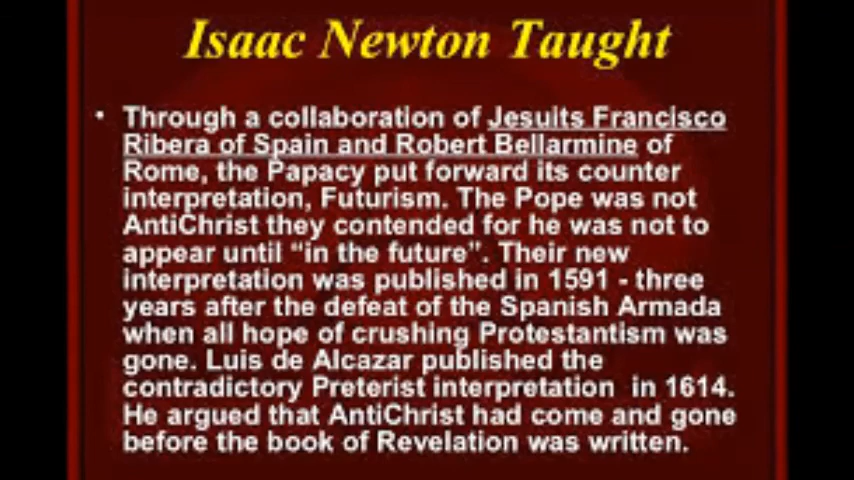 Isaac Newton Taught
• Through a collaboration of Jesuits Francisco
Ribera of Spain and Robert Bellarmine of
Rome, the Papacy put forward its counter
interpretation, Futurism. The Pope was not
AntiChrist they contended for he was not to
appear until “in the future”. Their new
interpretation was published in 1591 - three
years after the defeat of the Spanish Armada
when all hope of crushing Protestantism was
gone. Luis de Alcazar published the
contradictory Preterist interpretation in 1614.
He argued that AntiChrist had come and gone
before the book of Revelation was written.